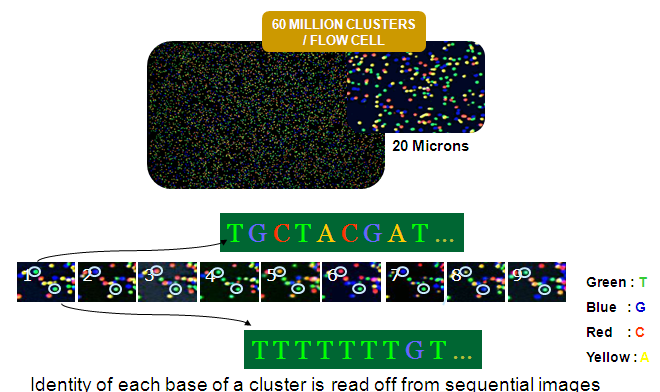 60 MILLION CLUSTERS
/ FLOW CELL
20 Microns
TGCTACGAT...
1 2 3 4 5 6 7 8 9
Green : T
Blue : G
Red : C
Yellow : A
TTTTTTTGT...
Identity of each base of a cluster is read off from sequential images